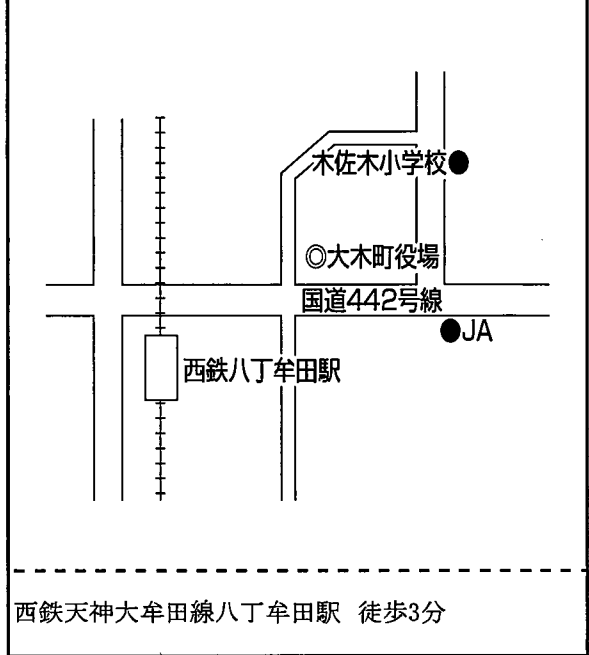 木佐木小学校
◎大木町役場
国道442号線
JA
西鉄八丁牟田駅
西鉄天神大牟田線八丁牟田駅 徒歩3分